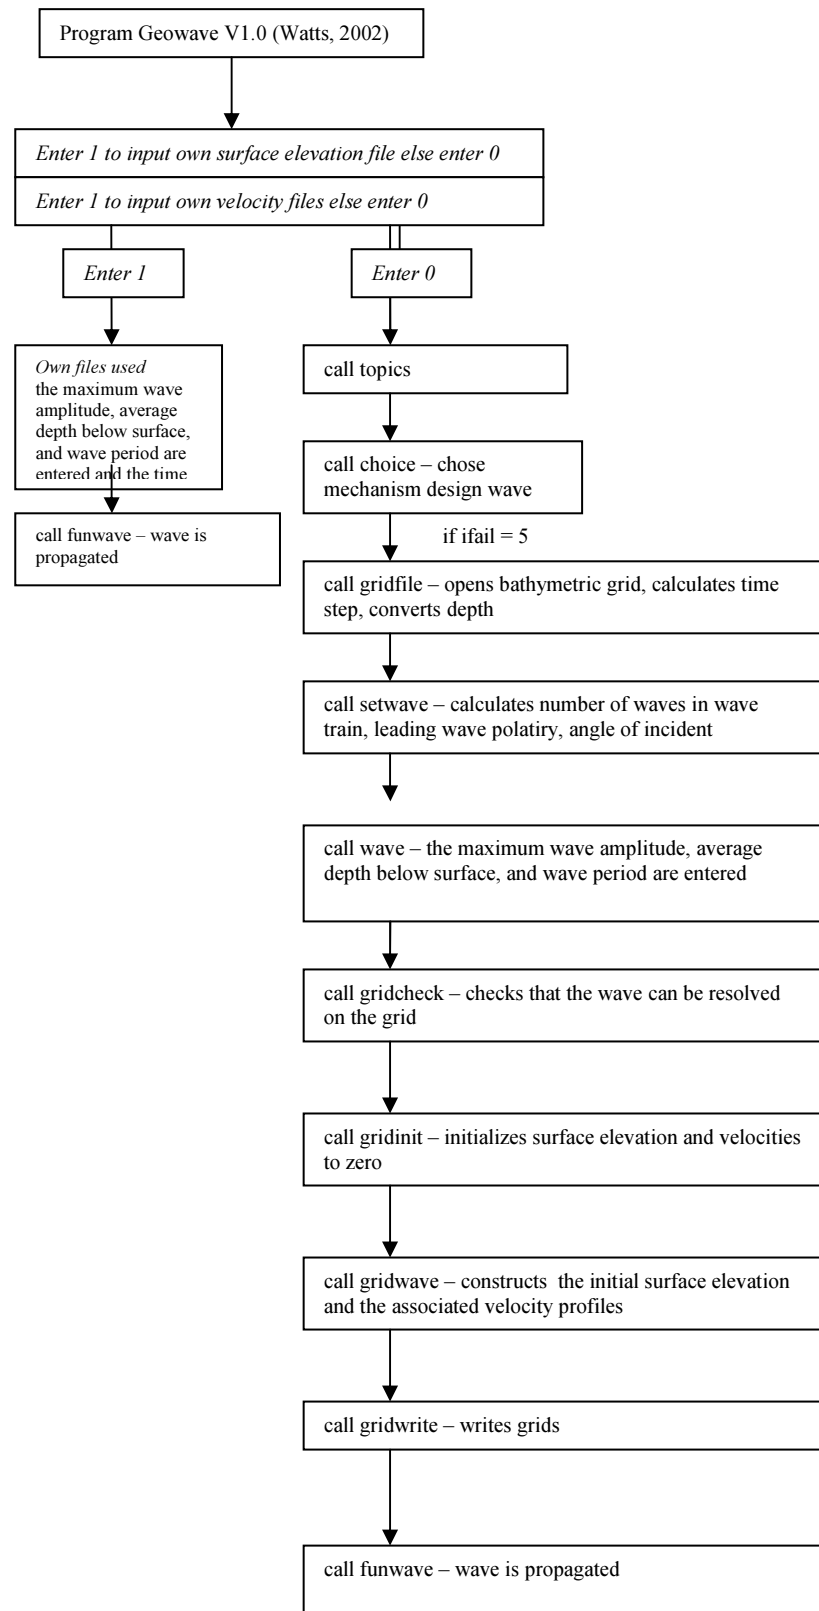 Program Geowave V1.0 (Watts, 2002)
Enter 1 to input own surface elevation file else enter 0
Enter 1 to input own velocity files else enter 0
Enter 1
Enter 0
Own files used
the maximum wave
amplitude, average
depth below surface,
and wave period are
entered and the time
call funwave – wave is
propagated
call topics
call choice – chose
mechanism design wave
if ifail = 5
call gridfile – opens bathymetric grid, calculates time
step, converts depth
call setwave – calculates number of waves in wave
train, leading wave polatiry, angle of incident
call wave – the maximum wave amplitude, average
depth below surface, and wave period are entered
call gridcheck – checks that the wave can be resolved
on the grid
call gridinit – initializes surface elevation and velocities
to zero
call gridwave – constructs  the initial surface elevation
and the associated velocity profiles
call gridwrite – writes grids
call funwave – wave is propagated